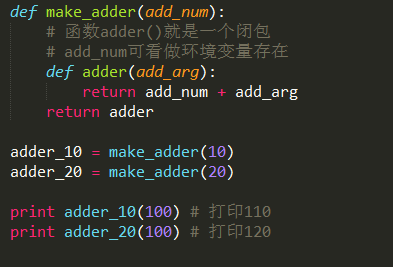 def make_adder(add_num):
    # 函数adder()就是一个闭包
    # add_num可看做环境变量存在
    def adder(add_arg):
        return add_num + add_arg
    return adder

adder_10 = make_adder(10)
adder_20 = make_adder(20)

print adder_10(100) # 打印110
print adder_20(100) # 打印120